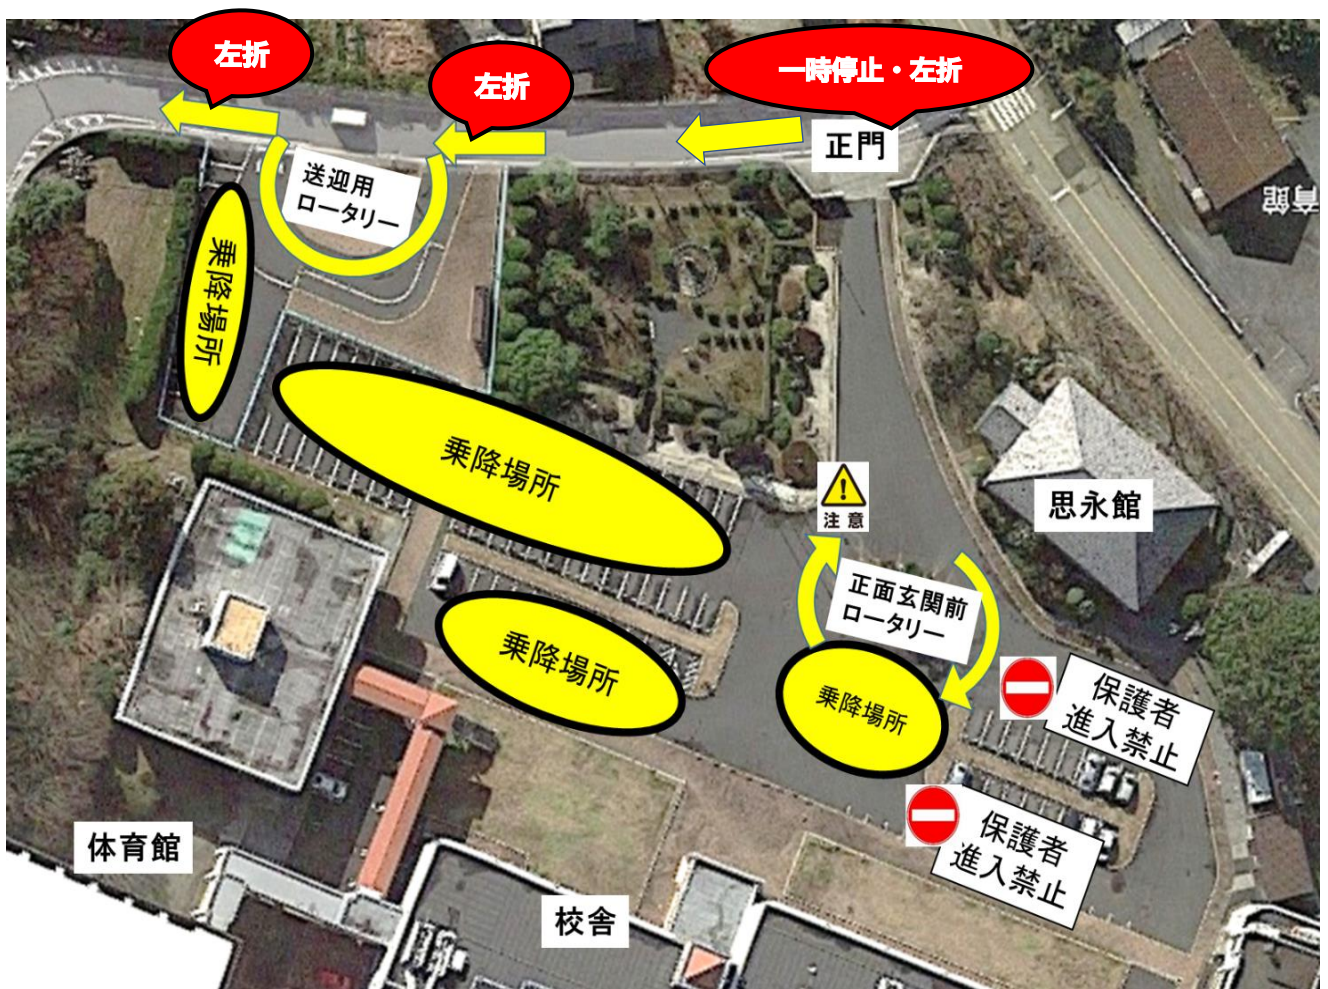 左折
左折
一時停止・左折
正門
送迎用
ロータリー
育館
乗降場所
乗降場所
注意
思永館
正面玄関前
ロータリー
乗降場所
乗降場所
保護者
進入禁止
保護者
進入禁止
体育館
校舎